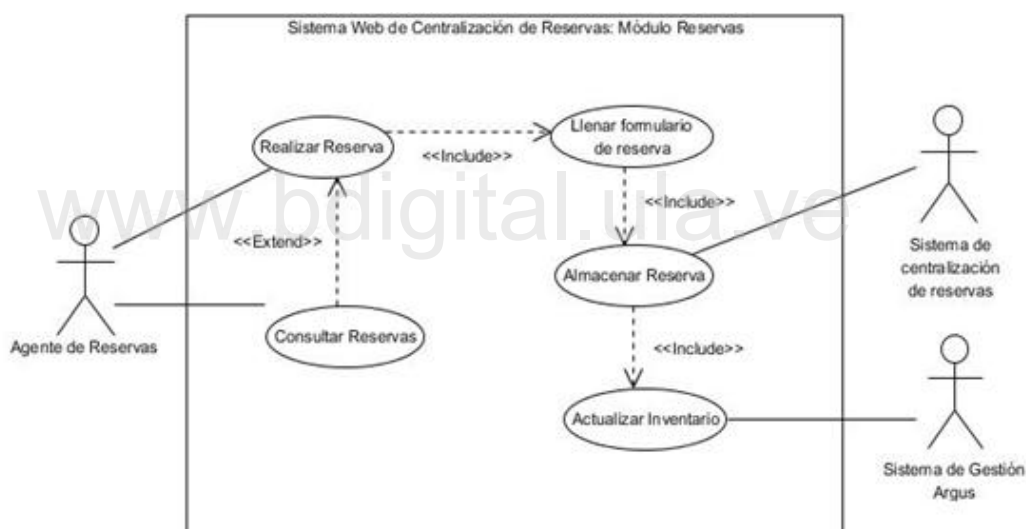 Sistema Web de Centralización de Reservas: Módulo Reservas
Realizar Reserva
<<Include>>
Llenar formulario
de reserva
www.bdigital.ula.ve
<<Extend>>
<<Include>>
Agente de Reservas
Consultar Reservas
Almacenar Reserva
Sistema de
centralización
de reservas
<<Include>>
Actualizar Inventario
Sistema de Gestión
Argus